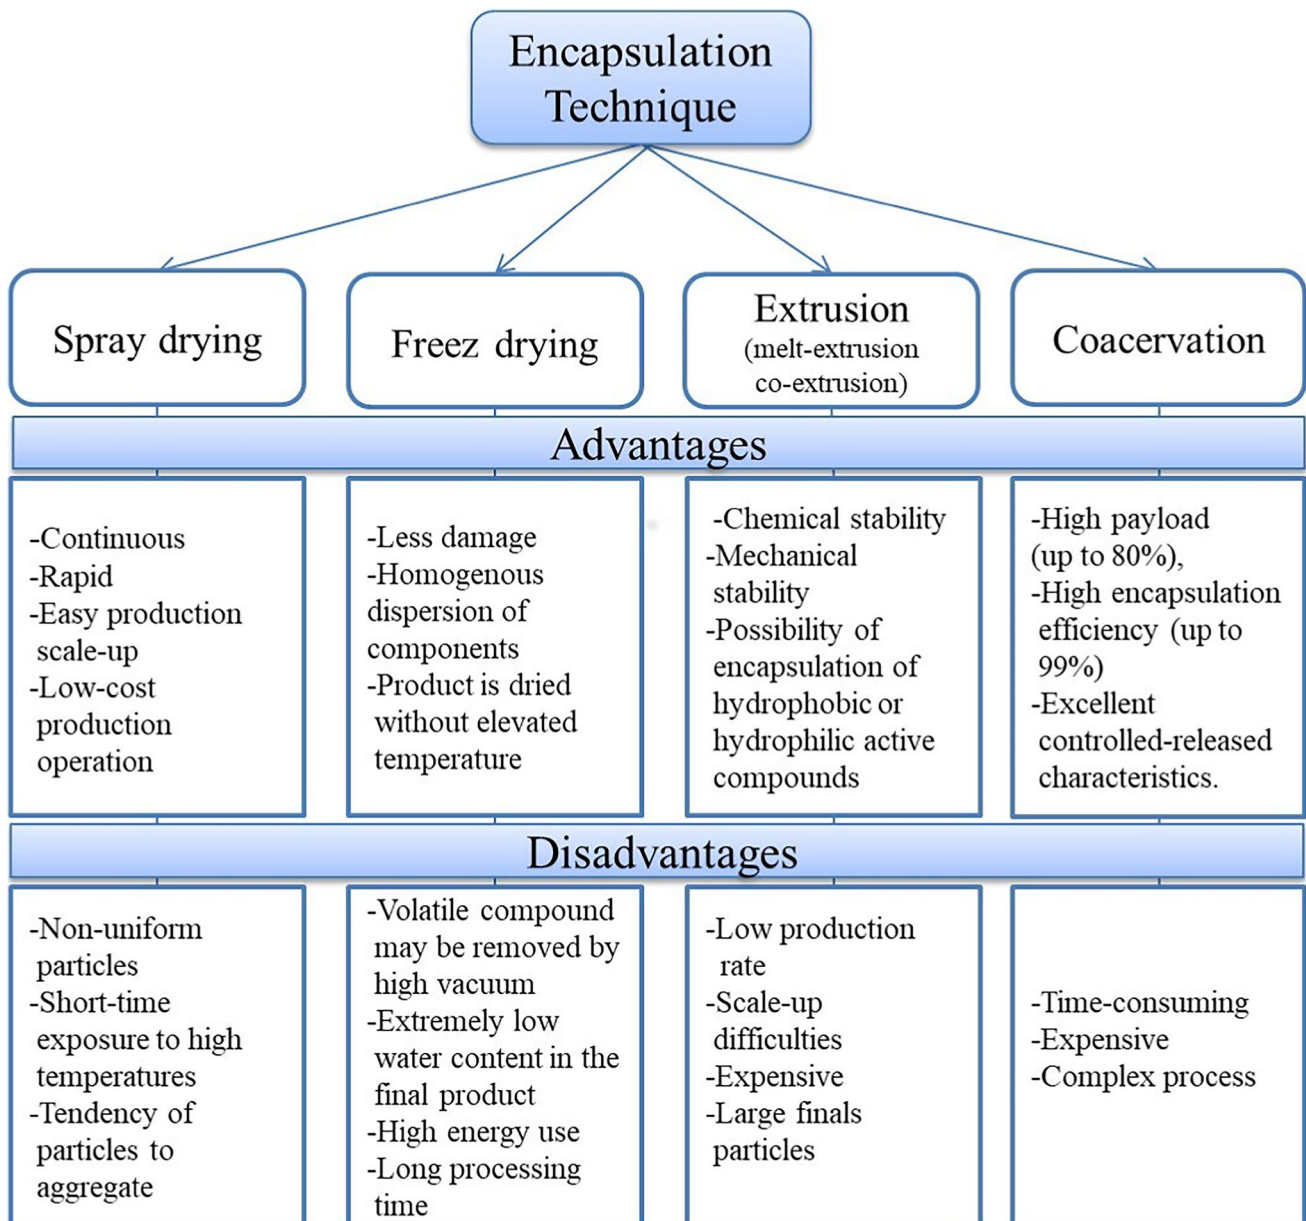 Encapsulation
Technique
Spray drying
Freez drying
Extrusion
(melt-extrusion
co-extrusion)
Coacervation
Advantages
-Continuous
-Rapid
-Easy production
scale-up
-Low-cost
production
operation
-Less damage
-Homogenous
dispersion of
components
-Product is dried
without elevated
temperature
-Chemical stability
-Mechanical
stability
-Possibility of
encapsulation of
hydrophobic or
hydrophilic active
compounds
-High payload
(up to 80%),
-High encapsulation
efficiency (up to
99%)
-Excellent
controlled-released
characteristics.
Disadvantages
-Non-uniform
particles
-Short-time
exposure to high
temperatures
-Tendency of
particles to
aggregate
-Volatile compound
may be removed by
high vacuum
-Extremely low
water content in the
final product
-High energy use
-Long processing
time
-Low production
rate
-Scale-up
difficulties
-Expensive
-Large finals
particles
-Time-consuming
-Expensive
-Complex process